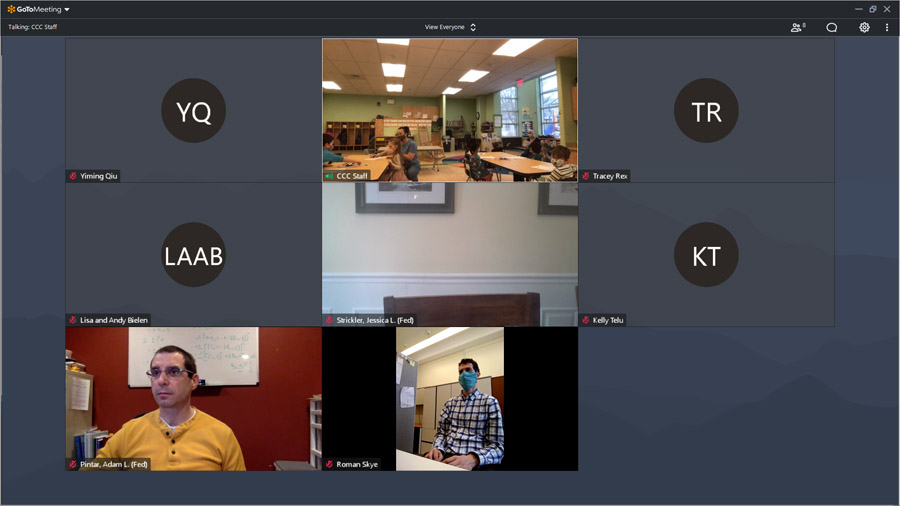 GoToMeeting
Talking: CCC Staff
View Everyone
8
YQ
TR
Yiming Qiu
CCC Staff
Tracey Rex
LAAB
KT
Lisa and Andy Bielen
Strickler, Jessica L. (Fed)
Kelly Telu
Pintar, Adam L. (Fed)
Roman Skye